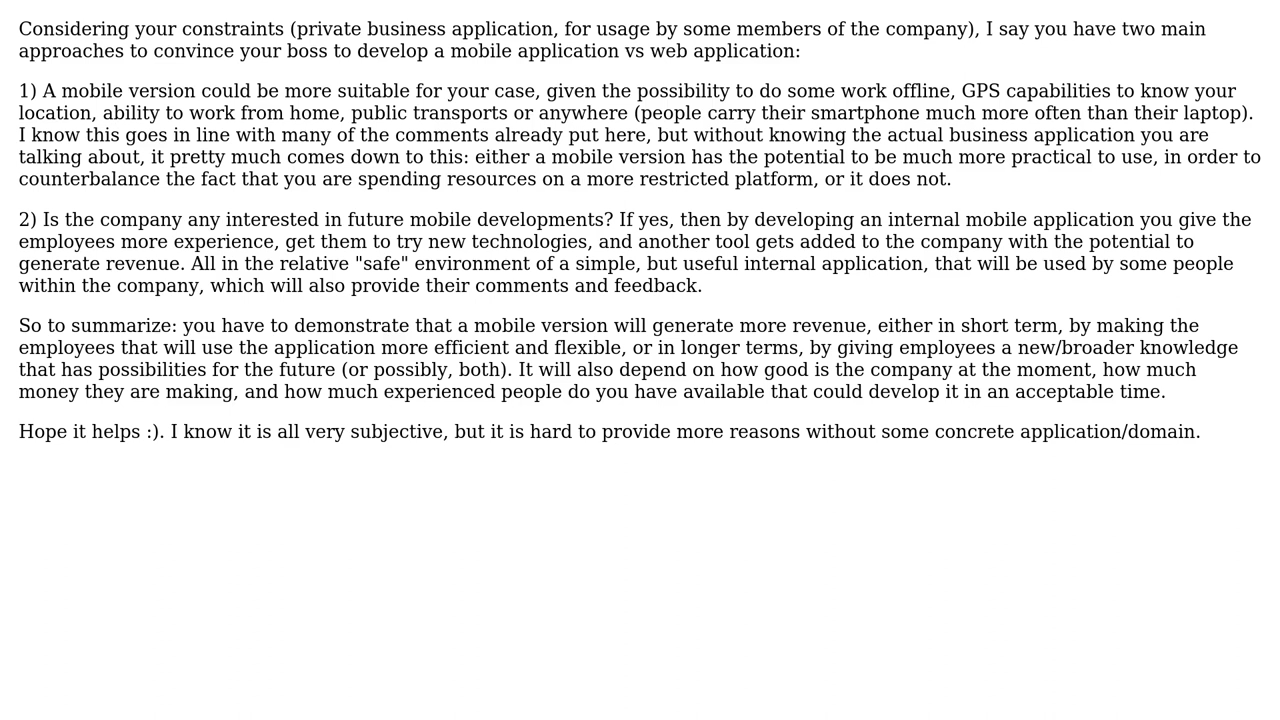 Considering your constraints (private business application, for usage by some members of the company), I say you have two main
approaches to convince your boss to develop a mobile application vs web application:
1) A mobile version could be more suitable for your case, given the possibility to do some work offline, GPS capabilities to know your
location, ability to work from home, public transports or anywhere (people carry their smartphone much more often than their laptop).
I know this goes in line with many of the comments already put here, but without knowing the actual business application you are
talking about, it pretty much comes down to this: either a mobile version has the potential to be much more practical to use, in order to
counterbalance the fact that you are spending resources on a more restricted platform, or it does not.
2) Is the company any interested in future mobile developments? If yes, then by developing an internal mobile application you give the
employees more experience, get them to try new technologies, and another tool gets added to the company with the potential to
generate revenue. All in the relative "safe" environment of a simple, but useful internal application, that will be used by some people
within the company, which will also provide their comments and feedback.
So to summarize: you have to demonstrate that a mobile version will generate more revenue, either in short term, by making the
employees that will use the application more efficient and flexible, or in longer terms, by giving employees a new/broader knowledge
that has possibilities for the future (or possibly, both). It will also depend on how good is the company at the moment, how much
money they are making, and how much experienced people do you have available that could develop it in an acceptable time.
Hope it helps :). I know it is all very subjective, but it is hard to provide more reasons without some concrete application/domain.